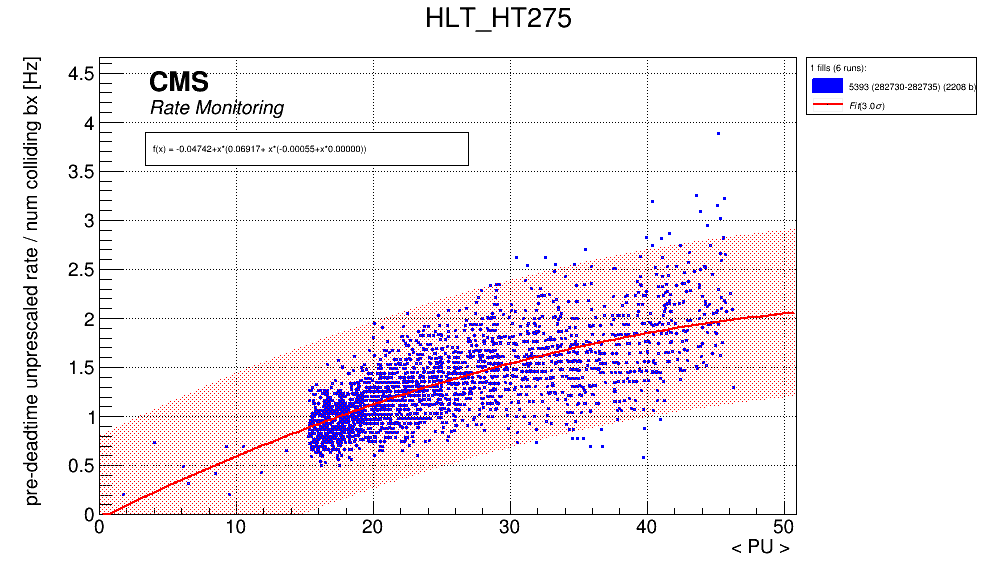 HLT_HT275
pre-deadtime unprescaled rate / num colliding bx [Hz]
CMS
Rate Monitoring
f(x) = -0.04742+x*(0.06917+ x*(-0.00055+x*0.00000))
4.5
4
3.5
3
2.5
2
1.5
1
0.5
0
0 10 20 30 40 50
< PU >
1 fills (6 runs):
5393 (282730-282735) (2208 b)
Fit(3.0σ)